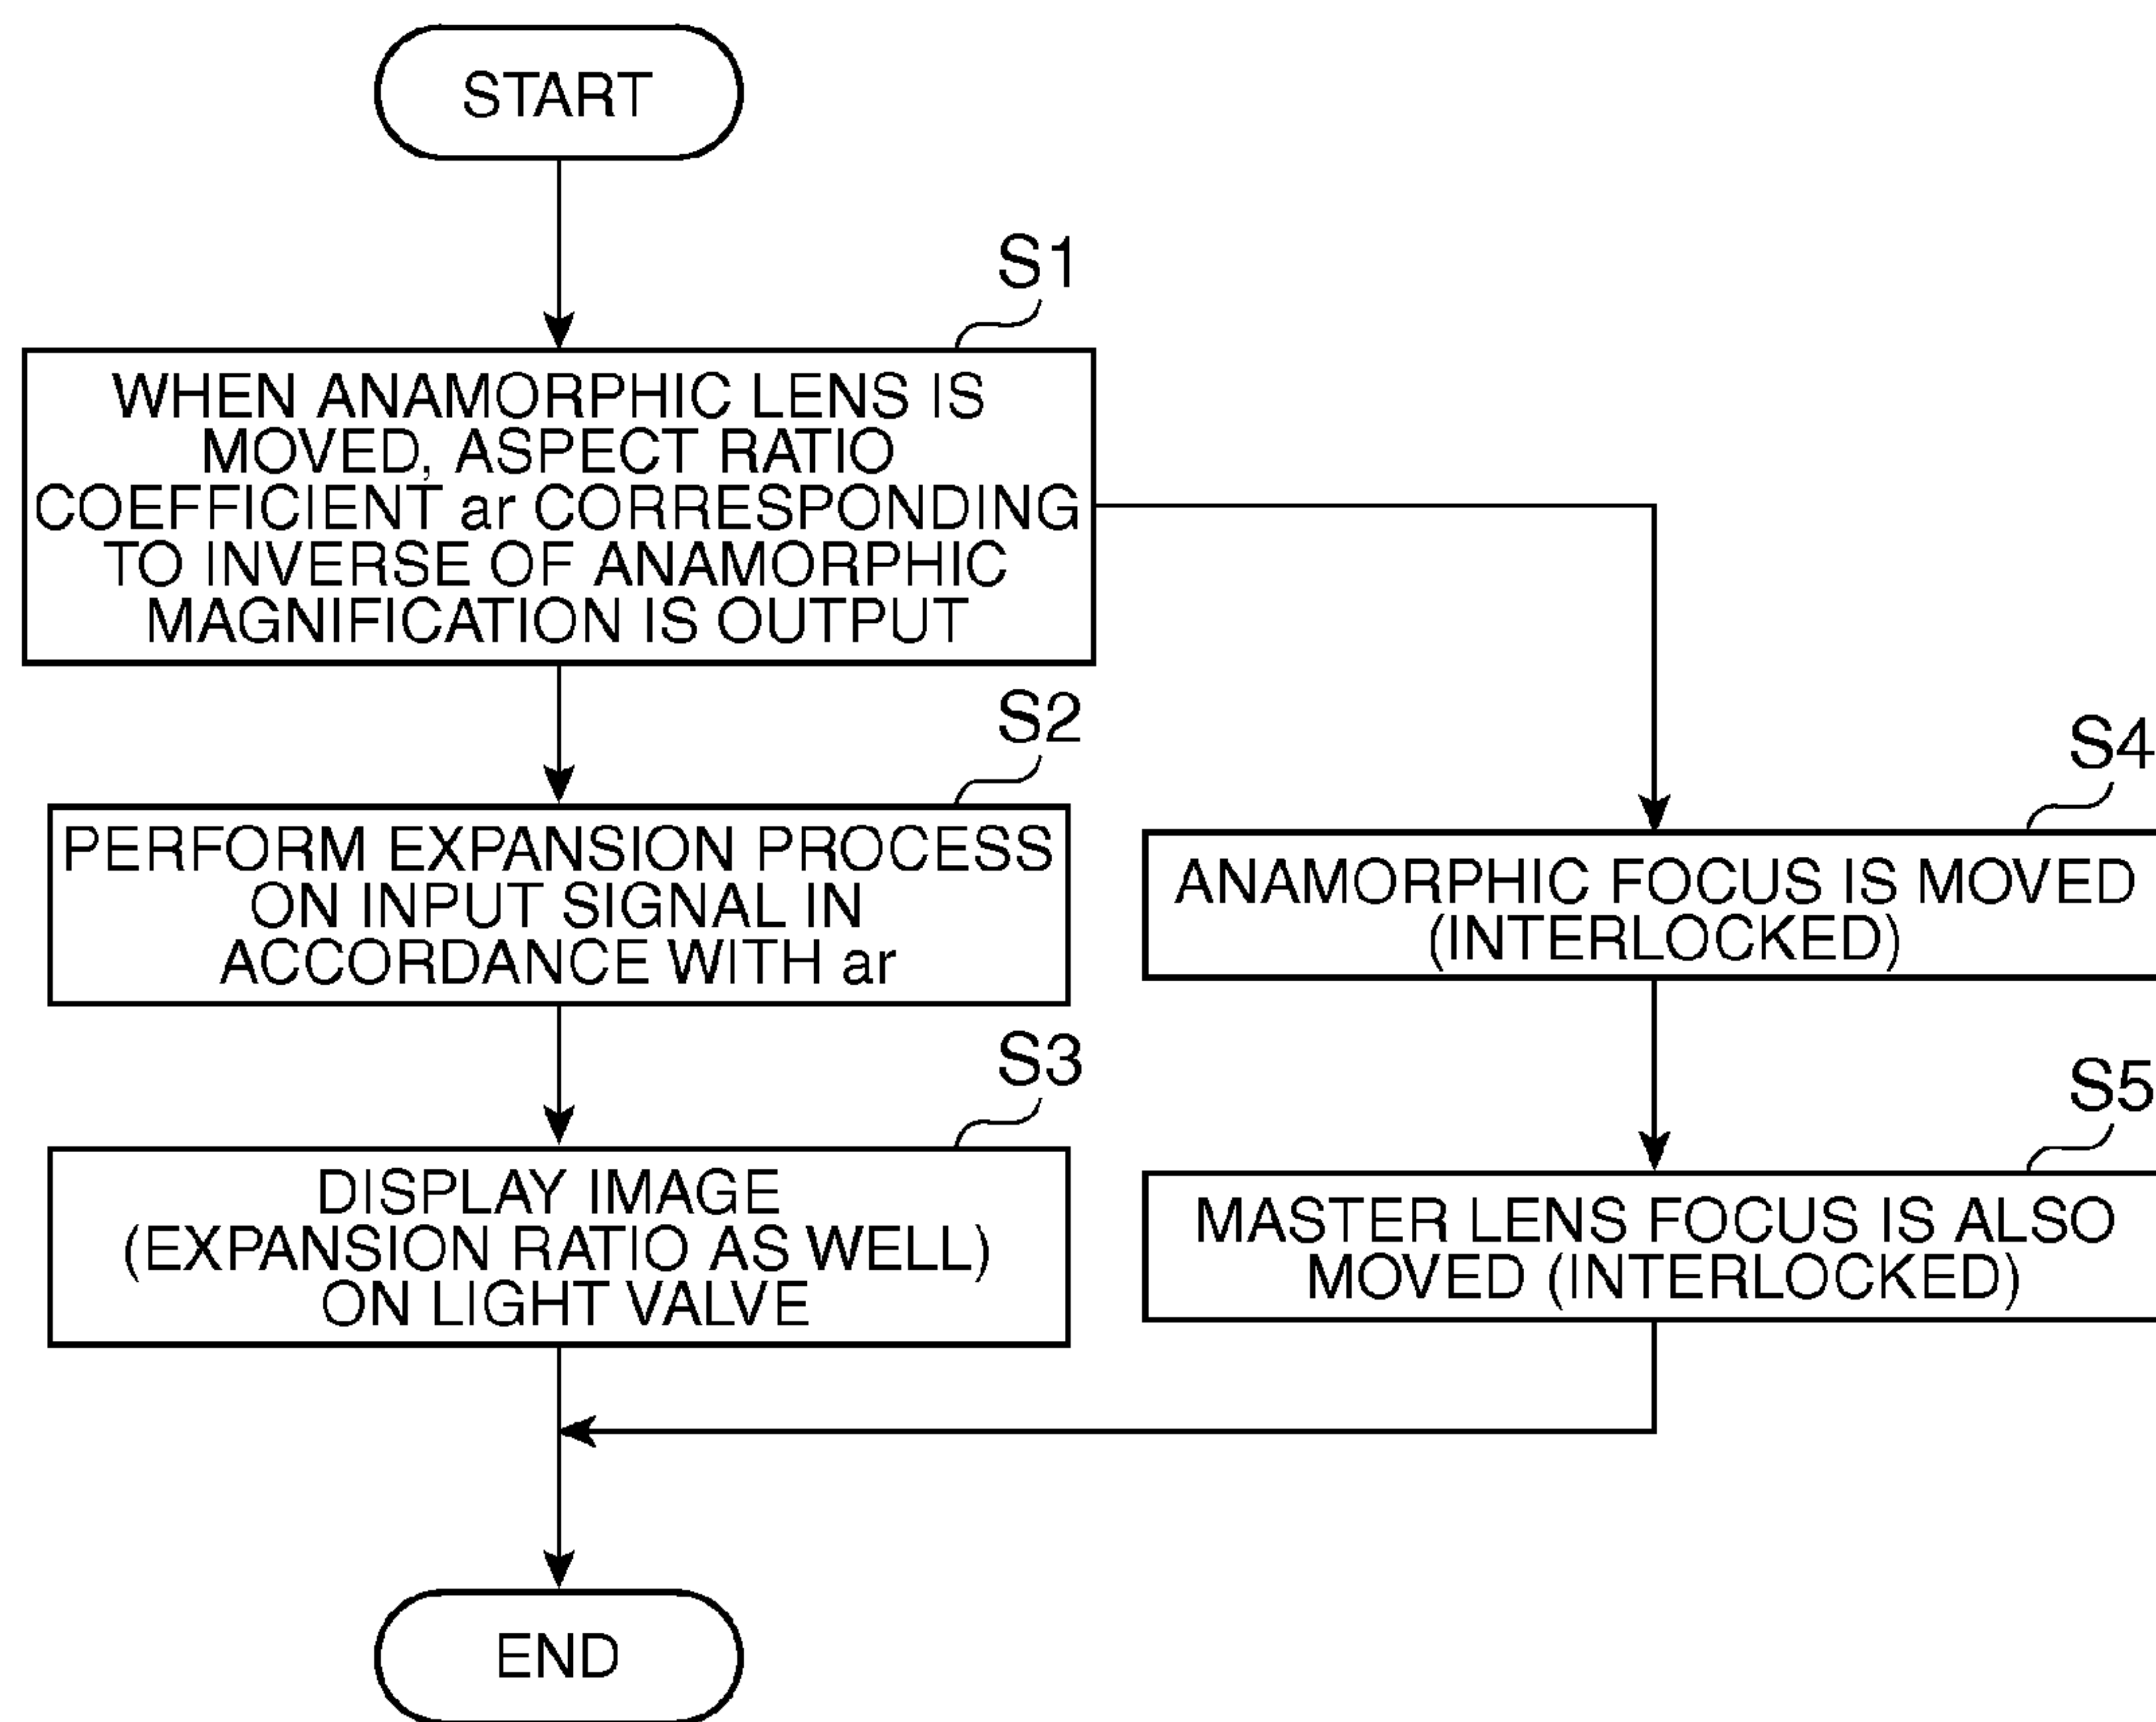 START
S1
WHEN ANAMORPHIC LENS IS
MOVED, ASPECT RATIO
COEFFICIENT ar CORRESPONDING
TO INVERSE OF ANAMORPHIC
MAGNIFICATION IS OUTPUT
S2
PERFORM EXPANSION PROCESS
ON INPUT SIGNAL IN
ACCORDANCE WITH ar
S3
DISPLAY IMAGE
(EXPANSION RATIO AS WELL)
ON LIGHT VALVE
S4
ANAMORPHIC FOCUS IS MOVED
(INTERLOCKED)
S5
MASTER LENS FOCUS IS ALSO
MOVED (INTERLOCKED)
END